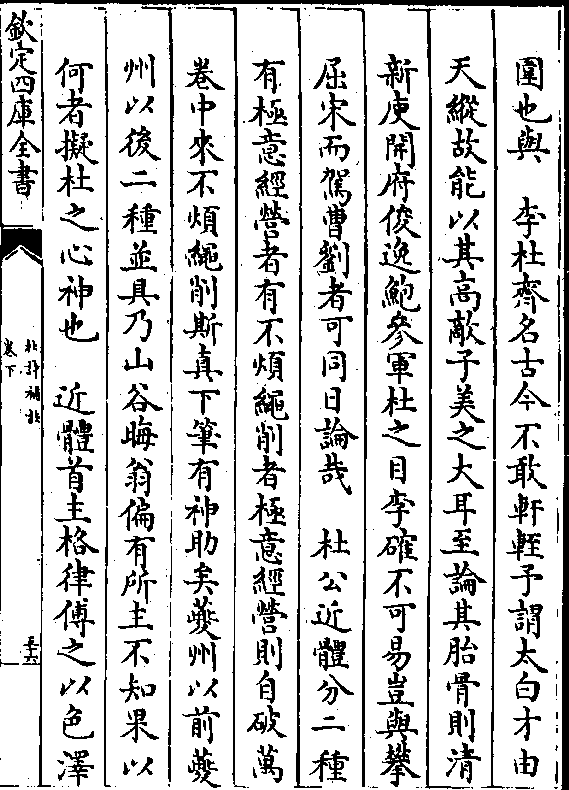 圍也與　李杜齊名古今不敢軒輊予謂太白才由
天縱故能以其高敵子美之大耳至論其胎骨則清
新庾開府俊逸鮑參軍杜之目李確不可易豈與攀
屈宋而駕曹劉者可同日論哉　杜公近體分二種
有極意經營者有不煩繩削者極意經營則自破萬
卷中來不煩繩削斯真下筆有神助矣夔州以前夔
州以後二種並具乃山谷晦翁偏有所主不知果以
何者擬杜之心神也　近體首主格律傅之以色澤
欽定四庫全書
卷下